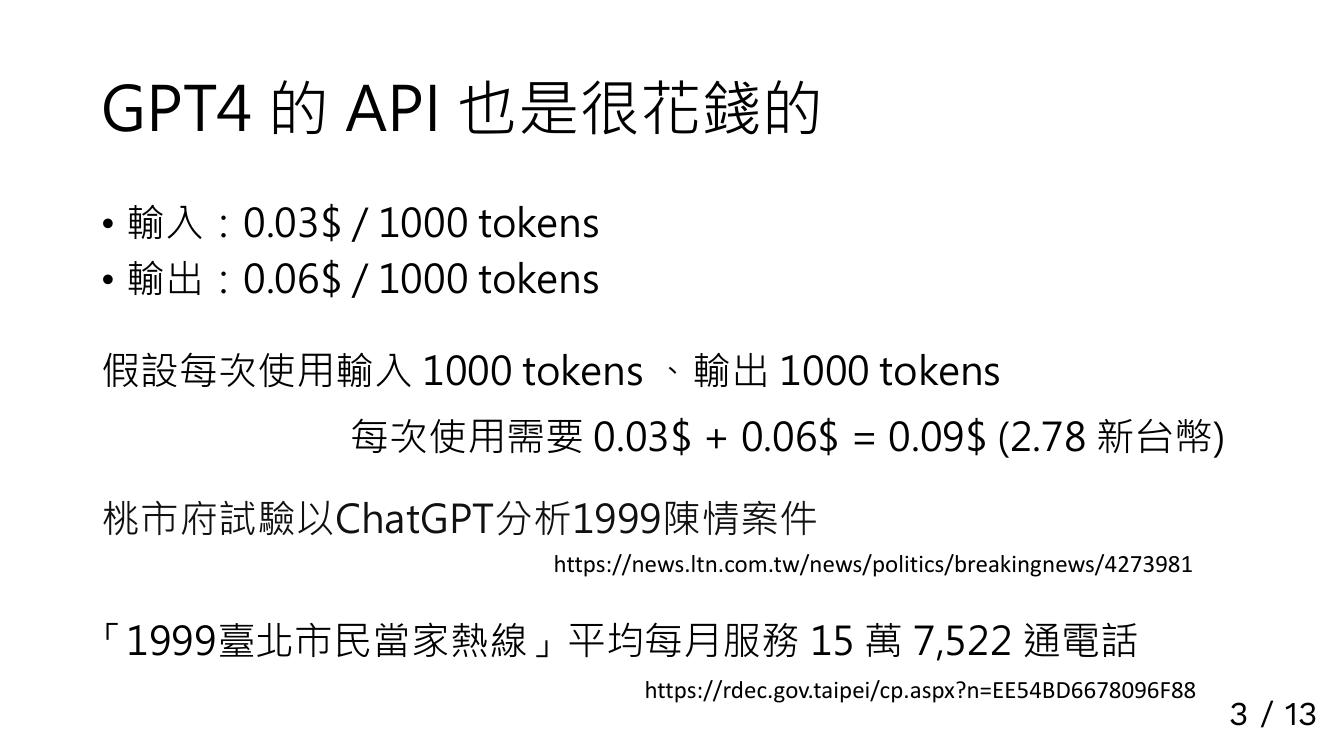 GPT4 的 API 也是很花錢的
• 輸入：0.03$ / 1000 tokens
• 輸出：0.06$ / 1000 tokens
假設每次使用輸入 1000 tokens 、輸出 1000 tokens
每次使用需要 0.03$ + 0.06$ = 0.09$ (2.78 新台幣)
桃市府試驗以ChatGPT分析1999陳情案件
https://news.ltn.com.tw/news/politics/breakingnews/4273981
「1999臺北市民當家熱線」平均每月服務 15 萬 7,522 通電話
https://rdec.gov.taipei/cp.aspx?n=EE54BD6678096F88
3 / 13